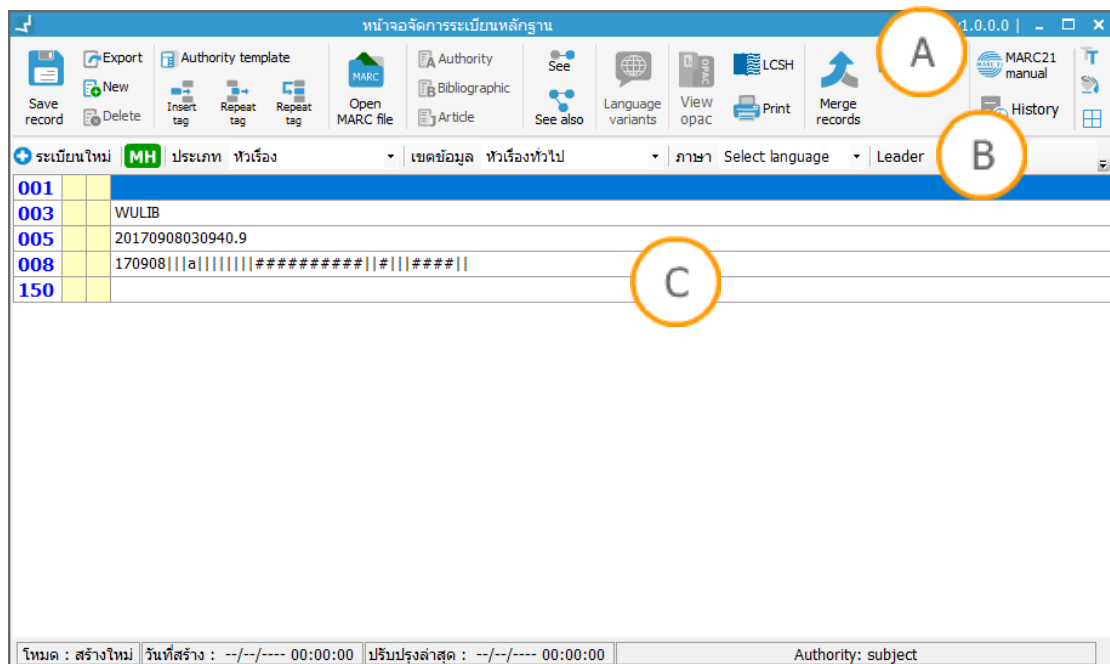 หน้าจอจัดการระเบียนหลักฐาน
1.0.0.0 |
Export
Authority template
Authority
See
LCSH
MARC21
manual
New
MARC
Bibliographic
OPAC
Save
record
Delete
Insert
tag
Repeat
tag
Repeat
tag
Open
MARC file
Article
See also
Language
variants
View
opac
Print
Merge
records
History
A
ระเบียนใหม่ MH ประเภท หัวเรื่อง เขตข้อมูล หัวเรื่องทั่วไป ภาษา Select language Leader
B
001
003 WULIB
005 20170908030940.9
008 170908|||a||||||||##########||#|||####||
C
150
โหมด : สร้างใหม่ วันที่สร้าง : --/--/---- 00:00:00 ปรับปรุงล่าสุด : --/--/---- 00:00:00 Authority: subject